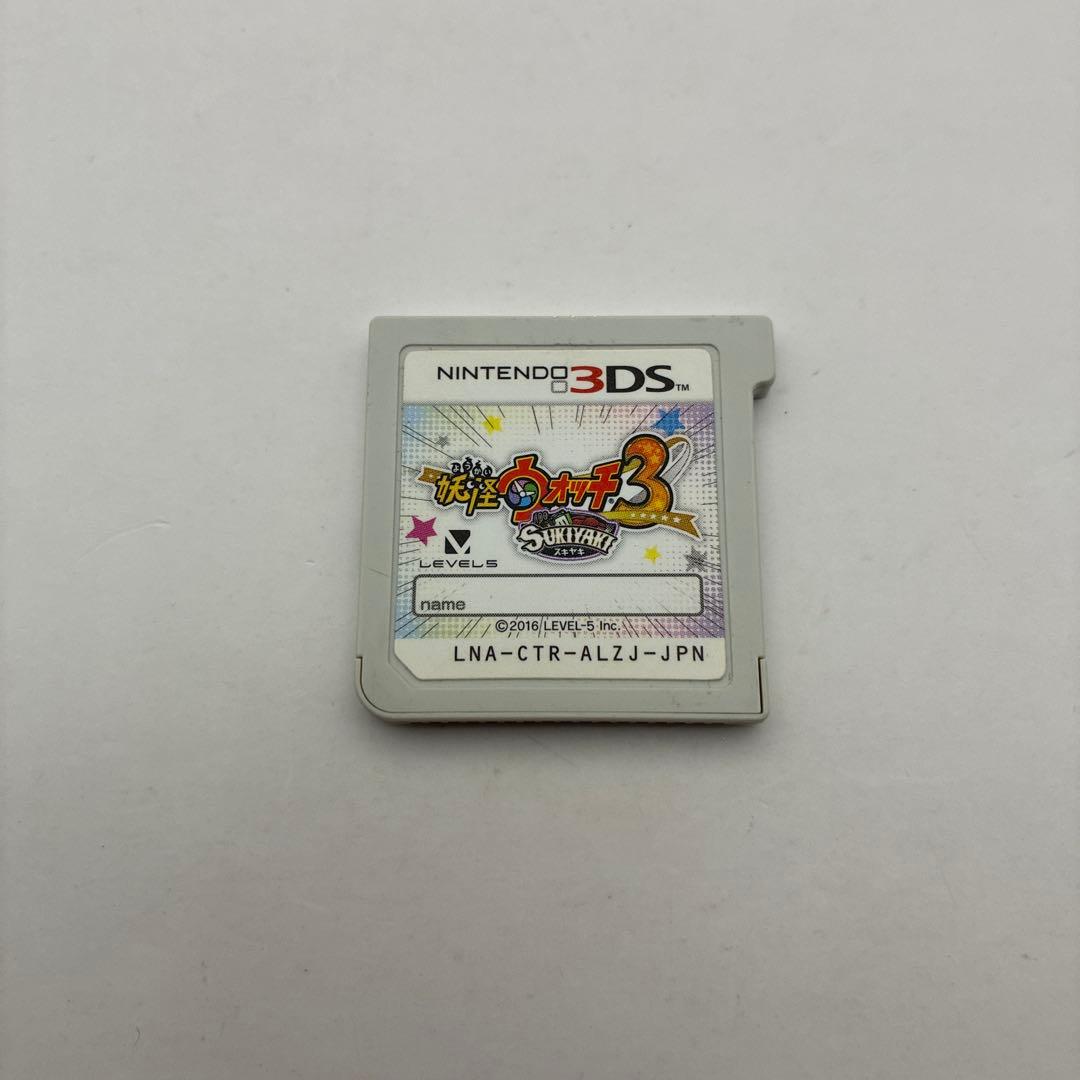 NINTENDO 3DS™
ようかい
妖怪ウォッチ3
SUKIYAKI
スキヤキ
LEVEL5
name
©2016 LEVEL-5 Inc.
LNA-CTR-ALZJ-JPN